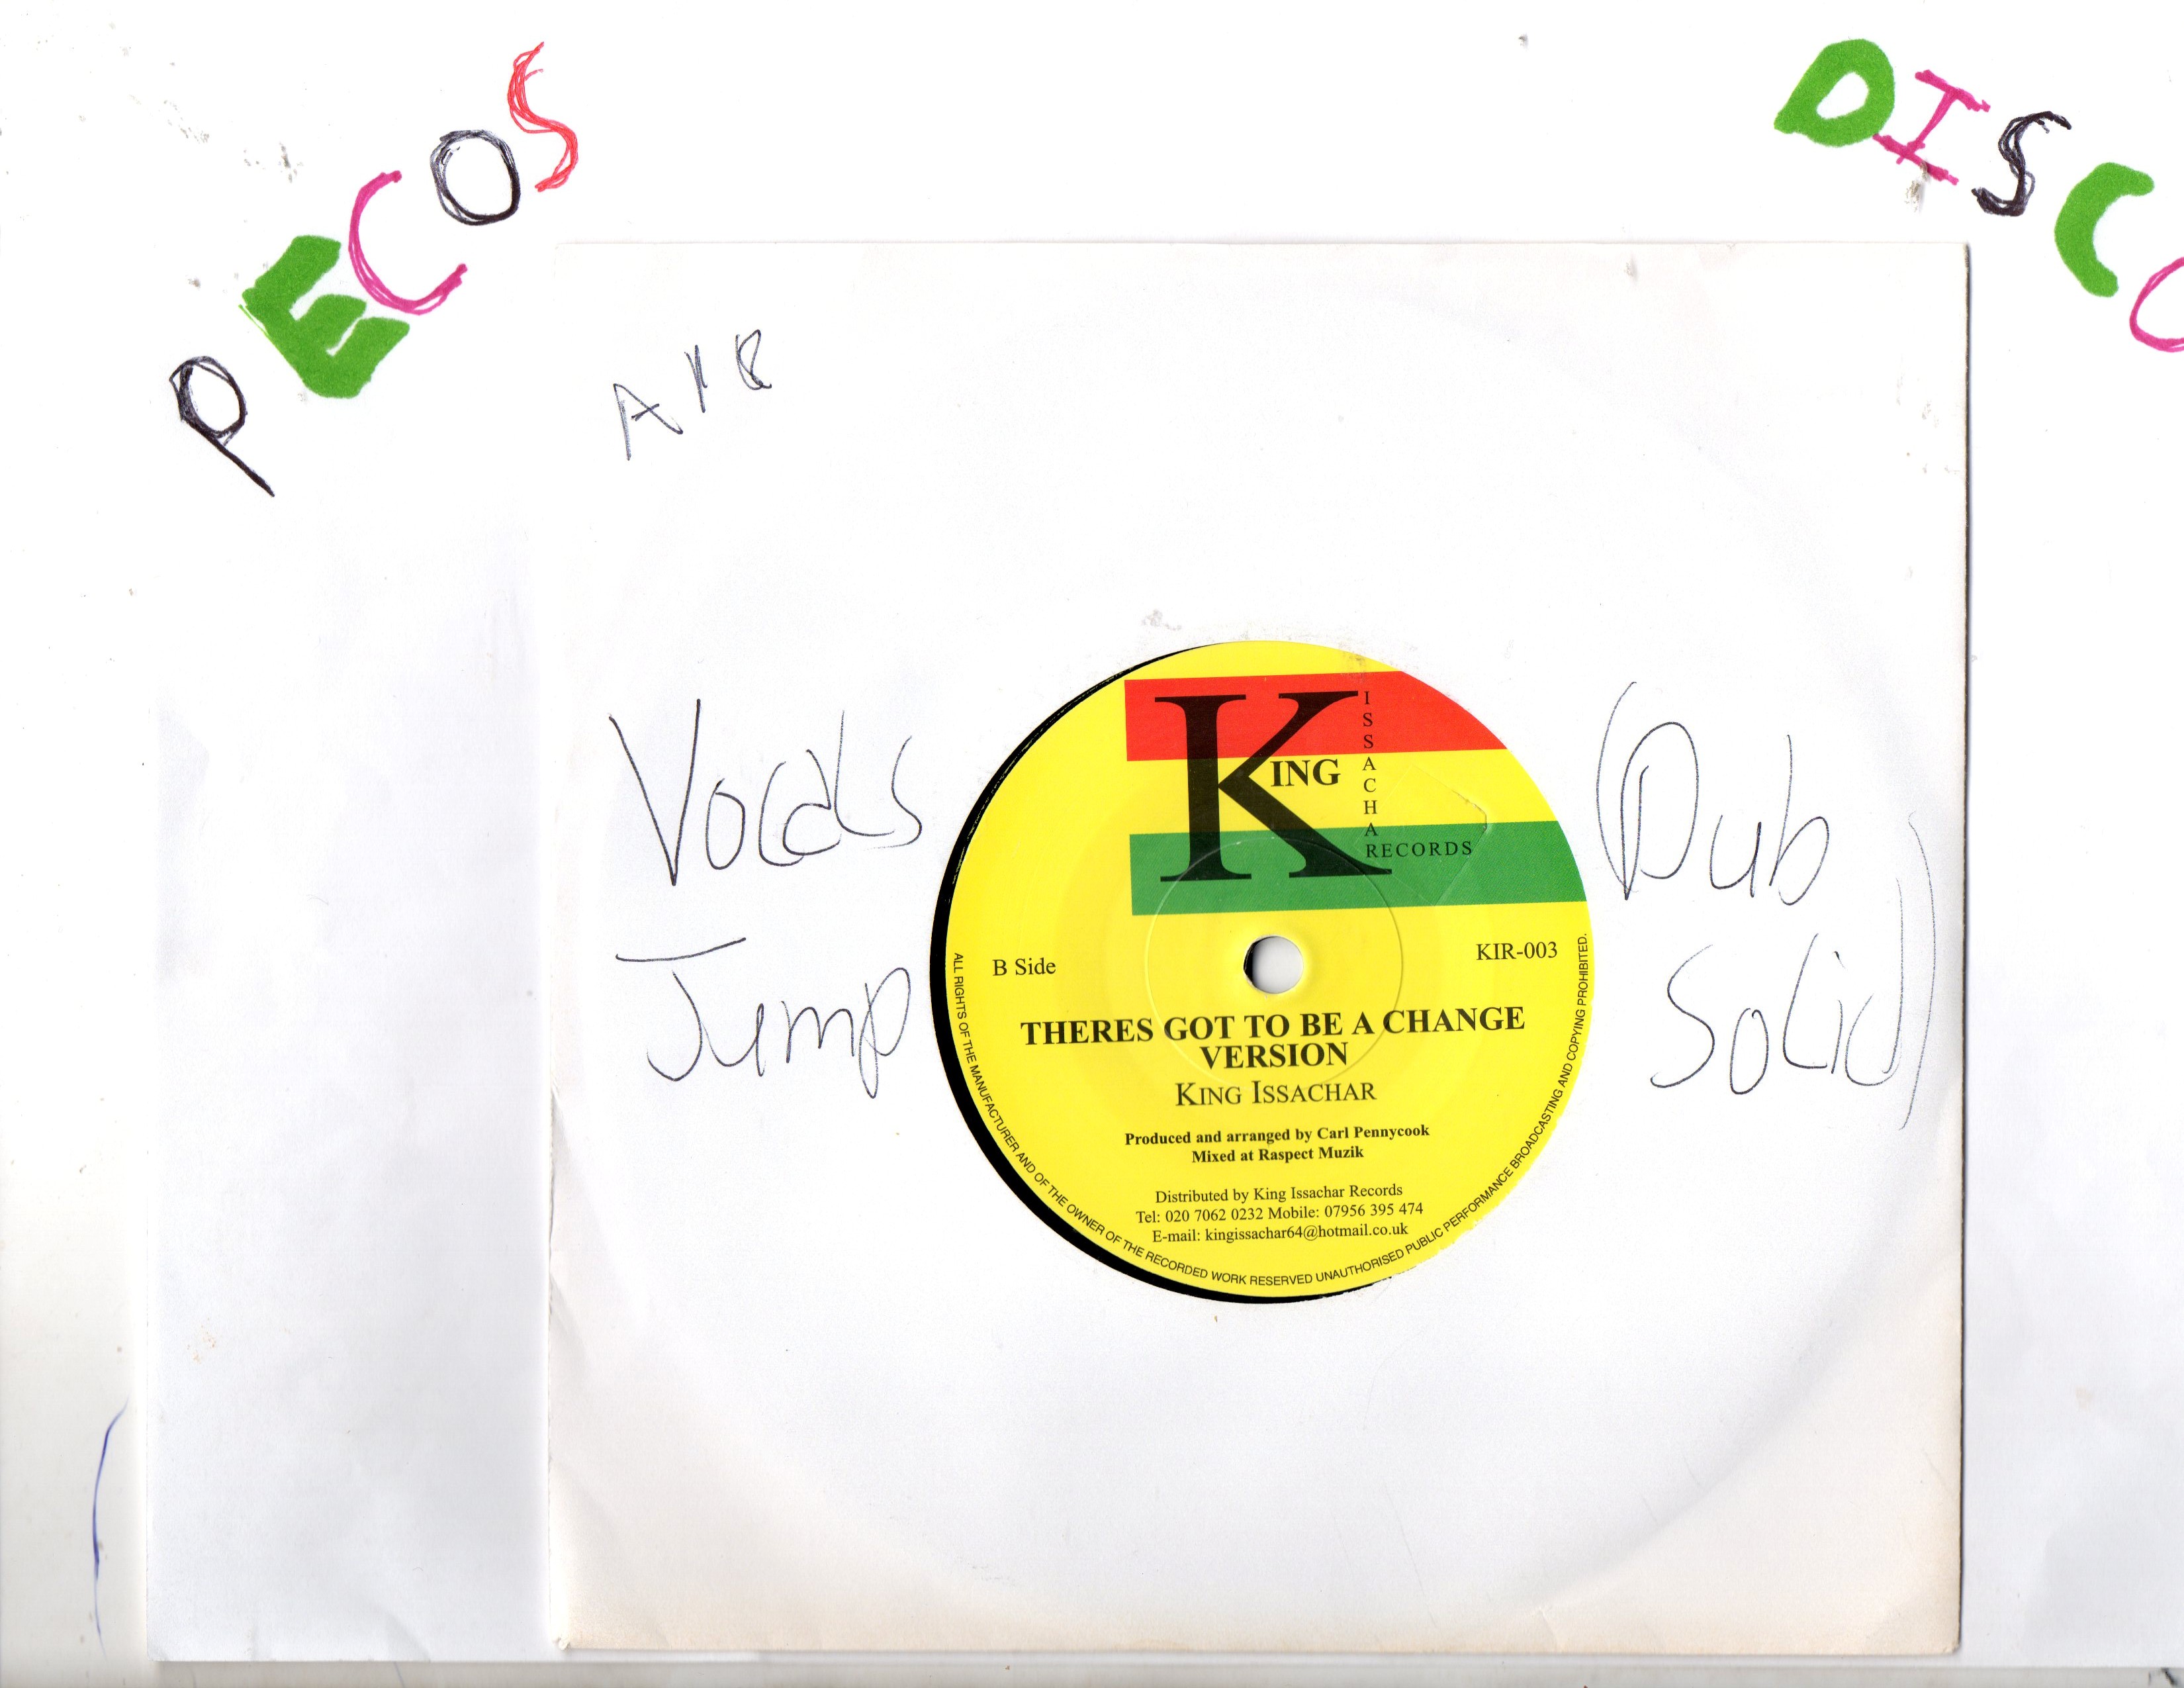 PECOS
DISCO
Vocals
Jump
(Dub
Solid)
KING
ISSACHAR
RECORDS
B Side
KIR-003
THERES GOT TO BE A CHANGE
VERSION
KING ISSACHAR
Produced and arranged by Carl Pennycook
Mixed at Raspect Muzik
Distributed by King Issachar Records
Tel: 020 7062 0232 Mobile: 07956 395 474
E-mail: kingissachar64@hotmail.co.uk
ALL RIGHTS OF THE MANUFACTURER AND OF THE OWNER OF THE RECORDED WORK RESERVED UNAUTHORISED PUBLIC PERFORMANCE BROADCASTING AND COPYING PROHIBITED.